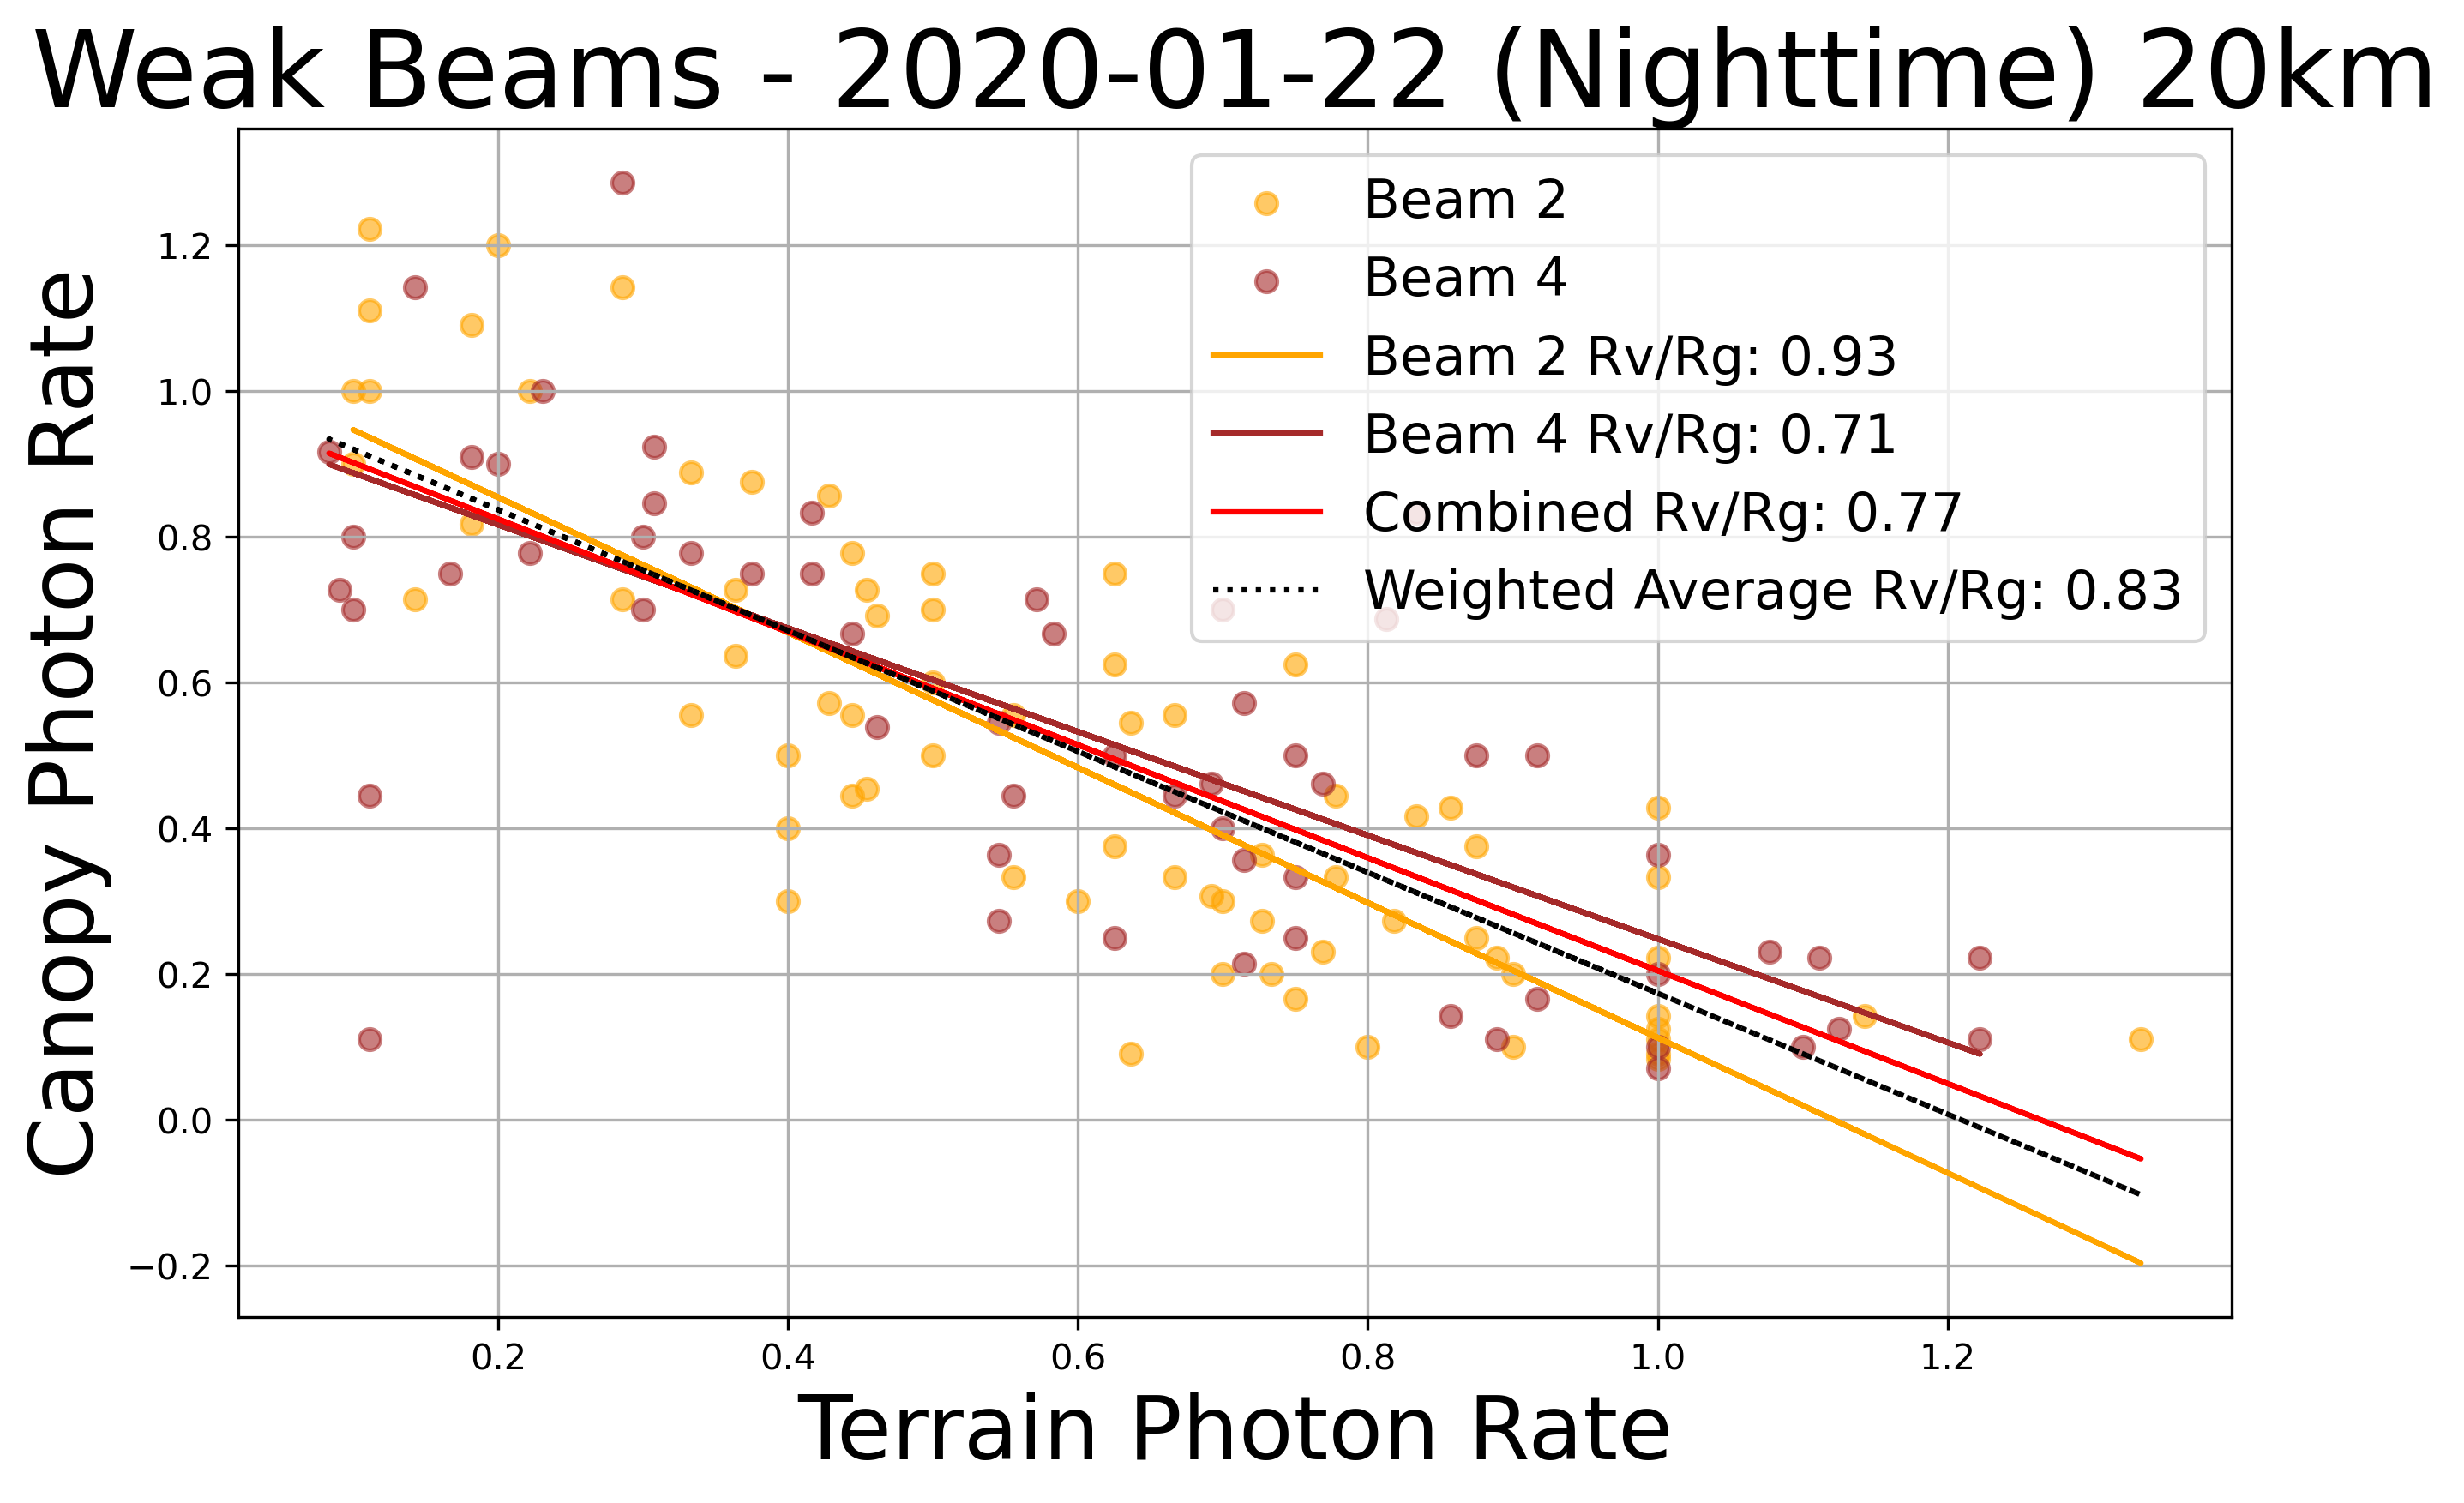 Weak Beams - 2020-01-22 (Nighttime) 20km
Beam 2
Beam 4
Beam 2 Rv/Rg: 0.93
Beam 4 Rv/Rg: 0.71
Combined Rv/Rg: 0.77
Weighted Average Rv/Rg: 0.83
Canopy Photon Rate
1.2
1.0
0.8
0.6
0.4
0.2
0.0
−0.2
0.2 0.4 0.6 0.8 1.0 1.2
Terrain Photon Rate